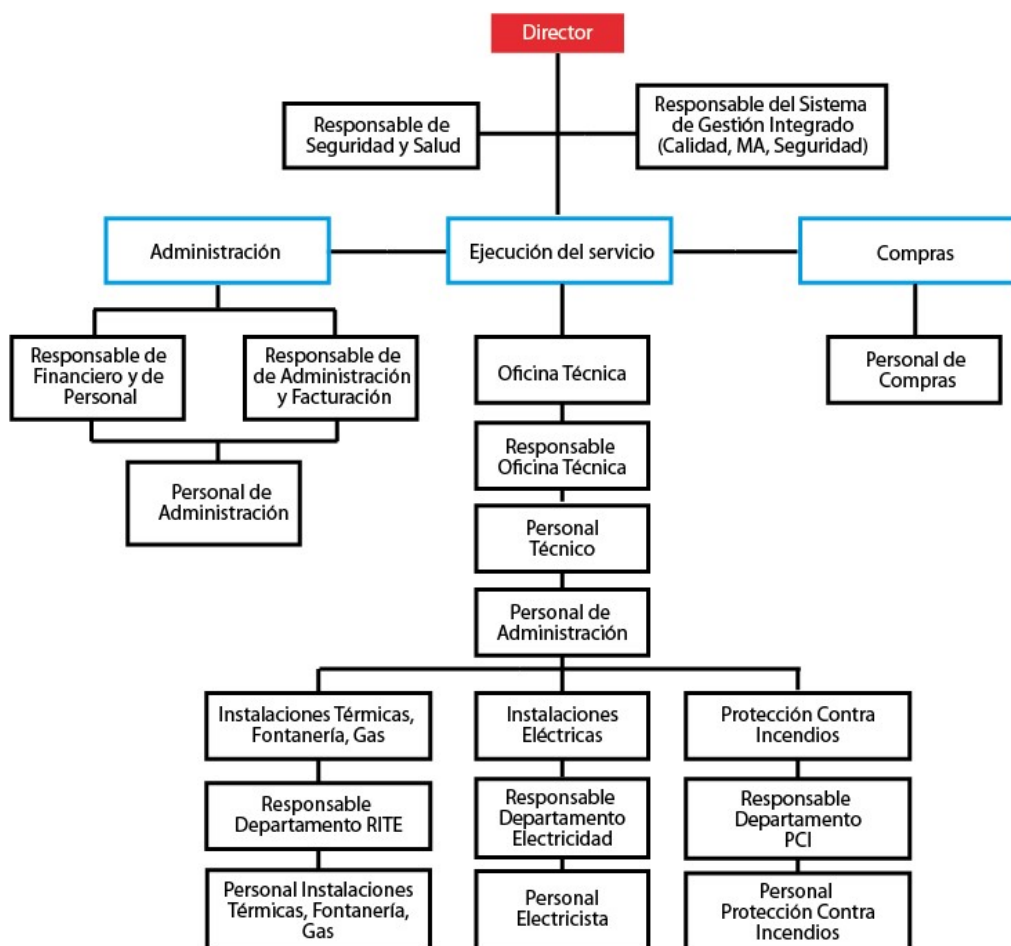 Director
Responsable de
Seguridad y Salud
Responsable del Sistema
de Gestión Integrado
(Calidad, MA, Seguridad)
Administración
Ejecución del servicio
Compras
Responsable de
Financiero y de
Personal
Responsable de
de Administración
y Facturación
Oficina Técnica
Personal de
Compras
Responsable
Oficina Técnica
Personal de
Administración
Personal
Técnico
Personal de
Administración
Instalaciones Térmicas,
Fontanería, Gas
Instalaciones
Eléctricas
Protección Contra
Incendios
Responsable
Departamento RITE
Responsable
Departamento
Electricidad
Responsable
Departamento
PCI
Personal Instalaciones
Térmicas, Fontanería,
Gas
Personal
Electricista
Personal
Protección Contra
Incendios